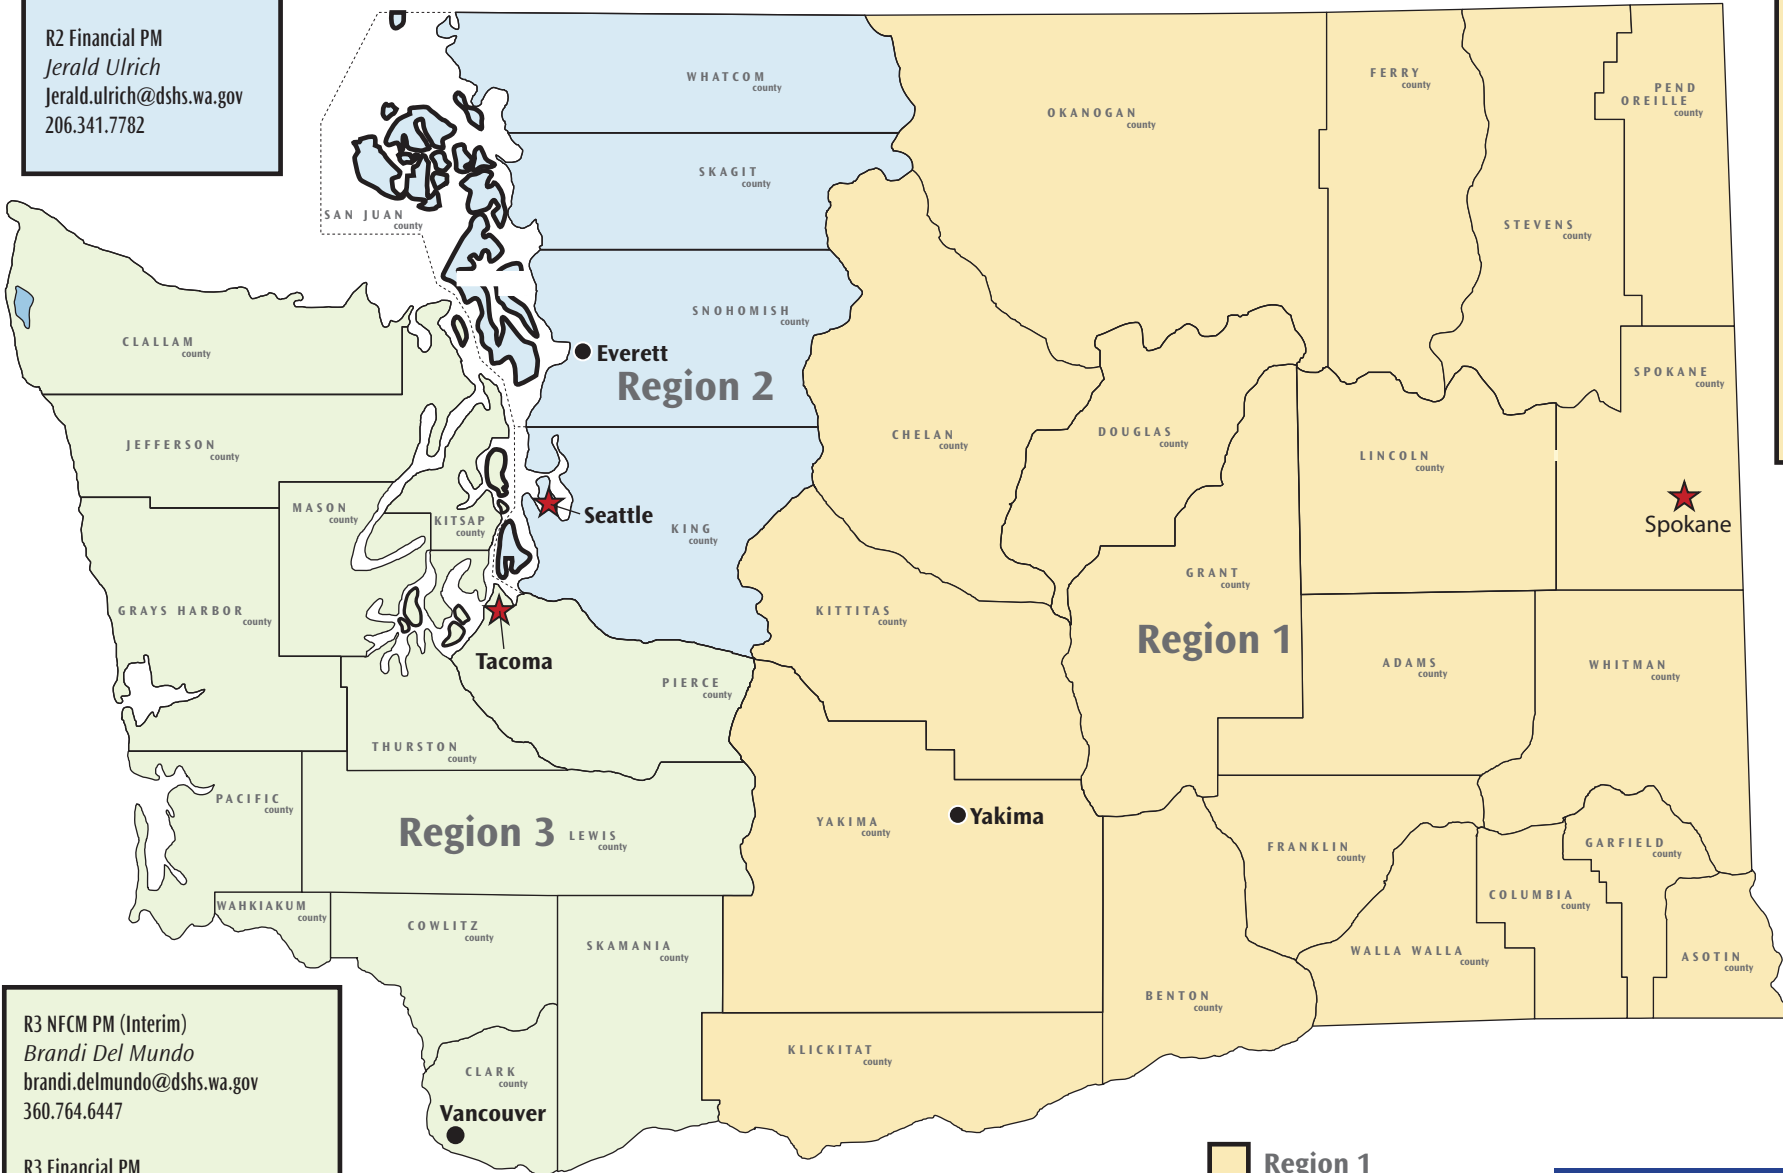 R2 Financial PM
Jerald Ulrich
Jerald.ulrich@dshs.wa.gov
206.341.7782
WHATCOM
county
SKAGIT
county
SAN JUAN
county
SNOHOMISH
county
Everett
Region 2
CLALLAM
county
JEFFERSON
county
MASON
county
KITSAP
county
Seattle
KING
county
GRAYS HARBOR
county
Tacoma
PIERCE
county
THURSTON
county
PACIFIC
county
Region 3
LEWIS
county
WAHKIAKUM
county
COWLITZ
county
SKAMANIA
county
CLARK
county
Vancouver
OKANOGAN
county
FERRY
county
PEND
OREILLE
county
STEVENS
county
SPOKANE
county
CHELAN
county
DOUGLAS
county
LINCOLN
county
Spokane
GRANT
county
KITTITAS
county
Region 1
ADAMS
county
WHITMAN
county
YAKIMA
county
Yakima
FRANKLIN
county
GARFIELD
county
COLUMBIA
county
WALLA WALLA
county
ASOTIN
county
BENTON
county
KLICKITAT
county
R3 NFCM PM (Interim)
Brandi Del Mundo
brandi.delmundo@dshs.wa.gov
360.764.6447
R3 Financial PM
Region 1